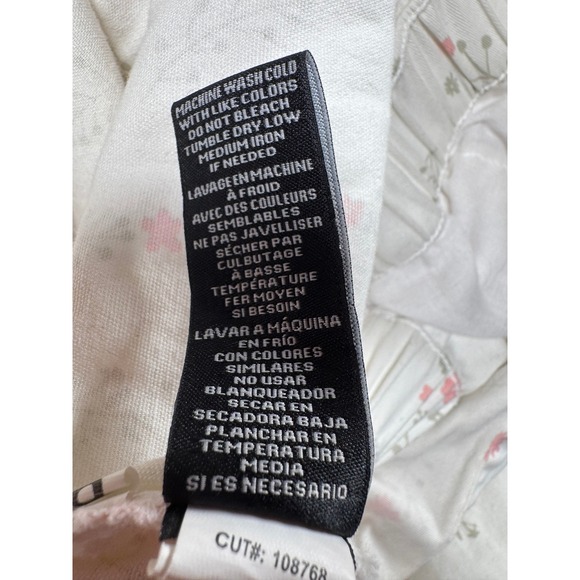 MACHINE WASH COLD
WITH LIKE COLORS
DO NOT BLEACH
TUMBLE DRY LOW
MEDIUM IRON
IF NEEDED
LAVAGE EN MACHINE
À FROID
AVEC DES COULEURS
SEMBLABLES
NE PAS JAVELLISER
SÉCHER PAR
CULBUTAGE
À BASSE
TEMPÉRATURE
FER MOYEN
SI BESOIN
LAVAR A MÁQUINA
EN FRÍO
CON COLORES
SIMILARES
NO USAR
BLANQUEADOR
SECAR EN
SECADORA BAJA
PLANCHAR EN
TEMPERATURA
MEDIA
SI ES NECESARIO
CUT#: 108768